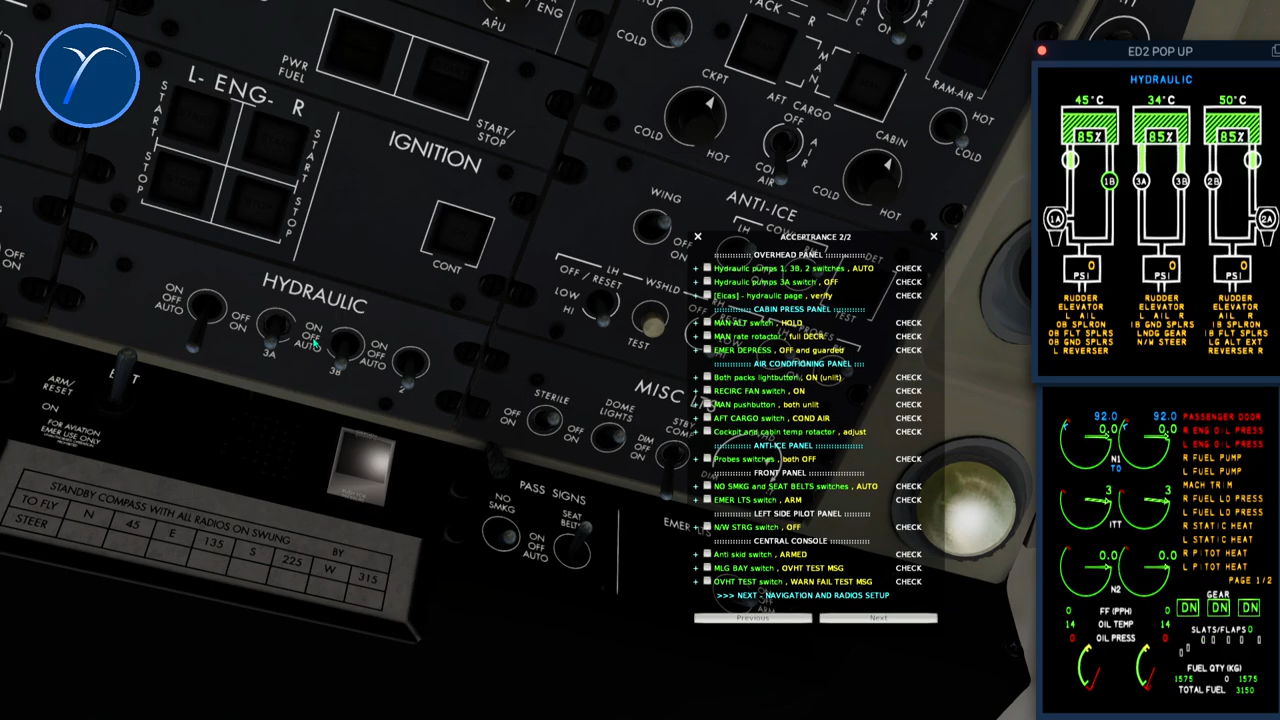 APU
ENG
PWR
FUEL
COLD
L- ENG- R
START
STOP
START
STOP
START/
STOP
IGNITION
CONT
HYDRAULIC
ON
OFF
AUTO
OFF
ON
3A
ON
OFF
AUTO
3B
ON
OFF
AUTO
2
OFF
ON
CKPT
COLD
HOT
AFT CARGO
OFF
MAN
CABIN
COLD
HOT
RAM-AIR
HOT
COLD
ANTI-ICE
WING
LH
OFF / RESET
LOW
HI
WSHLD
TEST
MISC
STERILE
OFF
ON
DOME
LIGHTS
OFF
ON
STBY
COMP
DIM
OFF
ARM/
RESET
ON
FOR AVIATION
EMER USE ONLY
STANDBY COMPASS WITH ALL RADIOS ON SWUNG
BY
TO FLY N 45 E 135 S 225 W 315
STEER
PASS SIGNS
NO
SMKG
SEAT
BELT
ON
OFF
AUTO
EMER
LTS
ACCEPTANCE 2/2
OVERHEAD PANEL
Hydraulic pumps 1, 3B, 2 switches , AUTO CHECK
Hydraulic pumps 3A switch , OFF CHECK
[Eicas] - hydraulic page , verify CHECK
CABIN PRESS PANEL
MAN ALT switch , HOLD CHECK
MAN rate rotactor , full DECR CHECK
EMER DEPRESS , OFF and guarded CHECK
AIR CONDITIONING PANEL
Both packs lightbutton , ON (unlit) CHECK
RECIRC FAN switch , ON CHECK
MAN pushbutton , both unlit CHECK
AFT CARGO switch , COND AIR CHECK
Cockpit and cabin temp rotactor , adjust CHECK
ANTI-ICE PANEL
Probes switches , both OFF CHECK
FRONT PANEL
NO SMKG and SEAT BELTS switches , AUTO CHECK
EMER LTS switch , ARM CHECK
LEFT SIDE PILOT PANEL
N/W STRG switch , OFF CHECK
CENTRAL CONSOLE
Anti skid switch , ARMED CHECK
MLG BAY switch , OVHT TEST MSG CHECK
OVHT TEST switch , WARN FAIL TEST MSG CHECK
>>> NEXT - NAVIGATION AND RADIOS SETUP
Previous
Next
ED2 POP UP
HYDRAULIC
45°C 34°C 50°C
85% 85% 85%
1B 3A 3B 2B
1A 2A
0 0 0
PSI PSI PSI
RUDDER RUDDER RUDDER
ELEVATOR ELEVATOR ELEVATOR
L AIL L AIL R AIL R AIL
OB SPLRON IB GND SPLRS IB SPLRON
OB FLT SPLRS LNDG GEAR IB FLT SPLRS
OB GND SPLRS N/W STEER LG ALT EXT
L REVERSER REVERSER R
92.0 92.0 PASSENGER DOOR
0.0 0.0 R ENG OIL PRESS
L ENG OIL PRESS
N1 R FUEL PUMP
TO L FUEL PUMP
MACH TRIM
3 3 R FUEL LO PRESS
L FUEL LO PRESS
ITT R STATIC HEAT
L STATIC HEAT
0.0 0.0 R PITOT HEAT
L PITOT HEAT
PAGE 1/2
N2
GEAR
DN DN DN
0 FF (PPH) 0
14 OIL TEMP 14
0 OIL PRESS 0
SLATS/FLAPS 0
FUEL QTY (KG)
1575 0 1575
TOTAL FUEL 3150